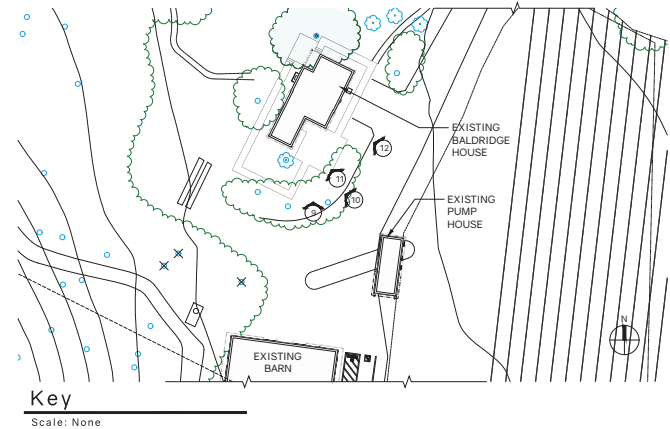 EXISTING
BALDRIDGE
HOUSE
12
11
10
9
EXISTING
PUMP
HOUSE
N
EXISTING
BARN
Key
Scale: None